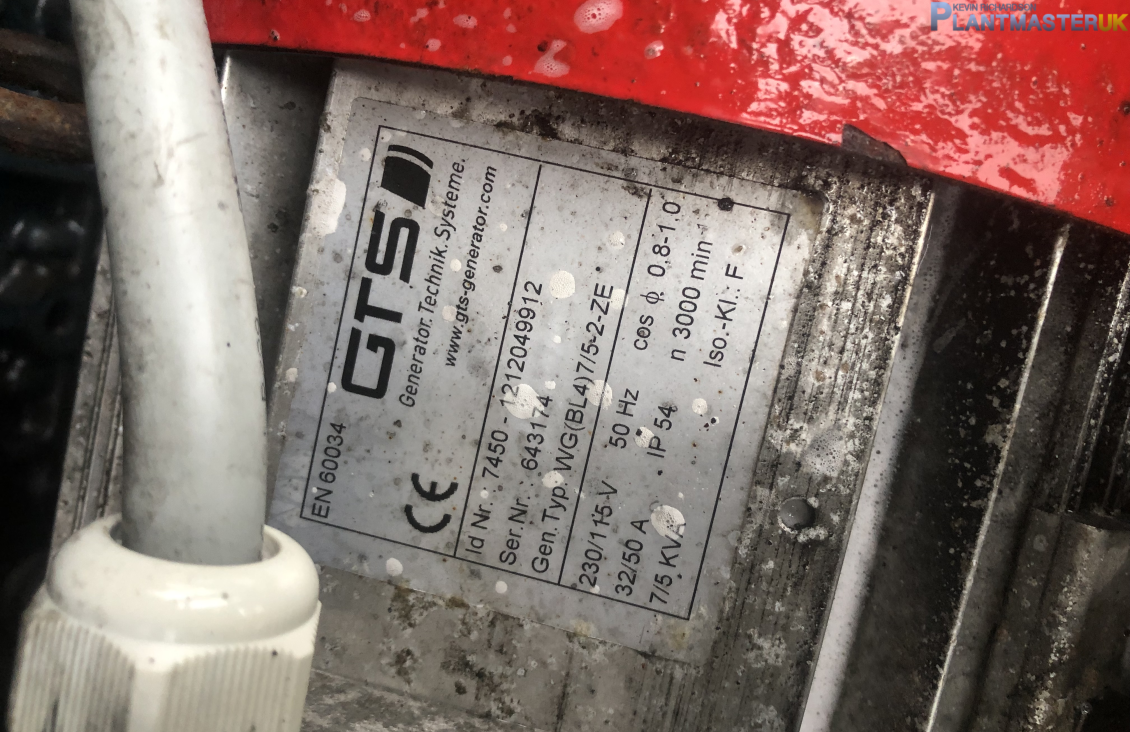 KEVIN RICHARDSON
PLANTMASTERUK
GTS
Generator. Technik. Systeme.
www.gts-generator.com
EN 60034
CE
Id Nr. 7450 - 1212049912
Ser.Nr. : 643174
Gen.Typ: WG(BL4)7/5-2-ZE
230/115 V 50 Hz cos ϕ 0,8-1.0
32/50 A IP 54 n 3000 min-1
7/5 KVA Iso.-Kl.: F